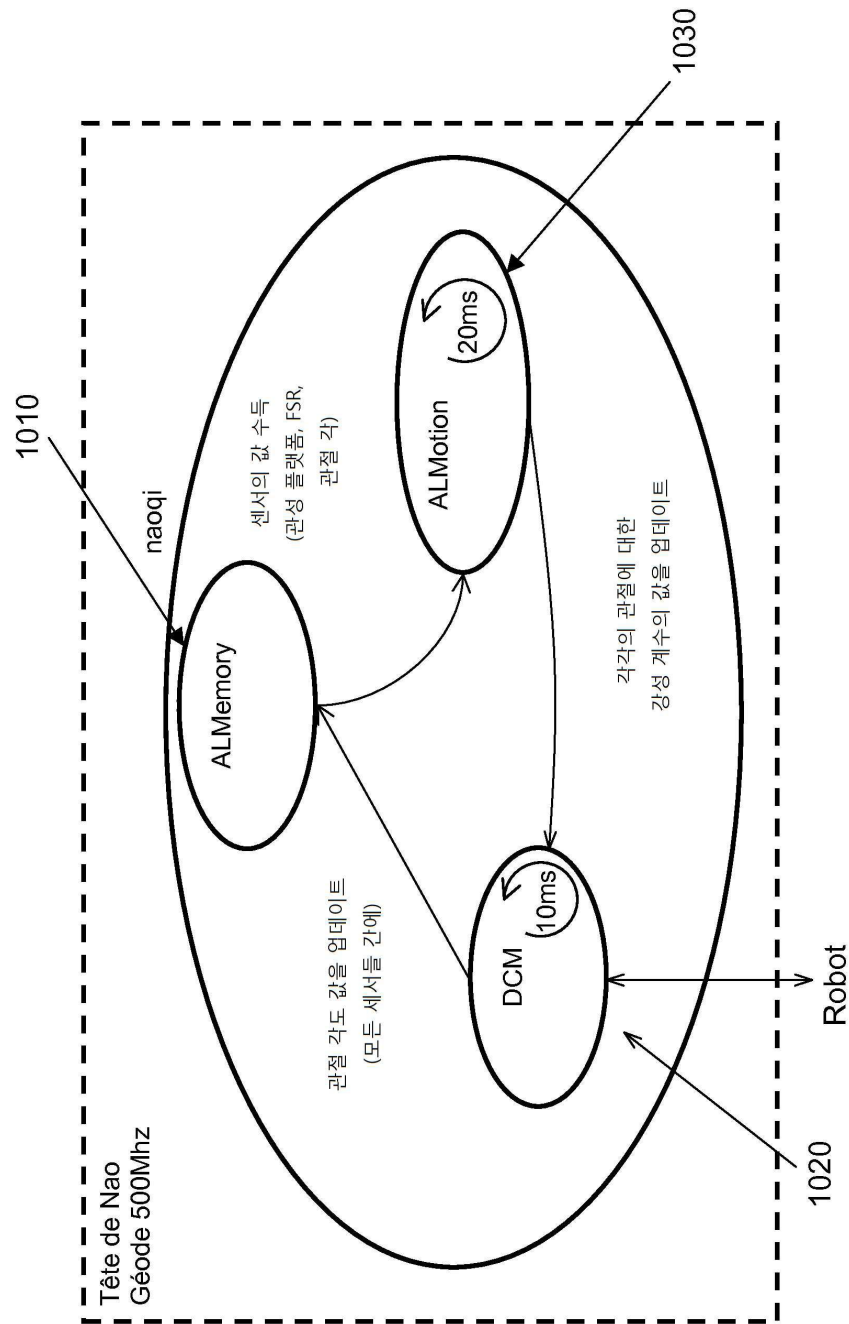 Tête de Nao
Géode 500Mhz
naoqi
1010
ALMemory
센서의 값 수득
(관성 플랫폼, FSR,
관절 각)
관절 각도 값을 업데이트
(모든 세서들 간에)
DCM
10ms
ALMotion
20ms
1030
각각의 관절에 대한
강성 계수의 값을 업데이트
1020
Robot